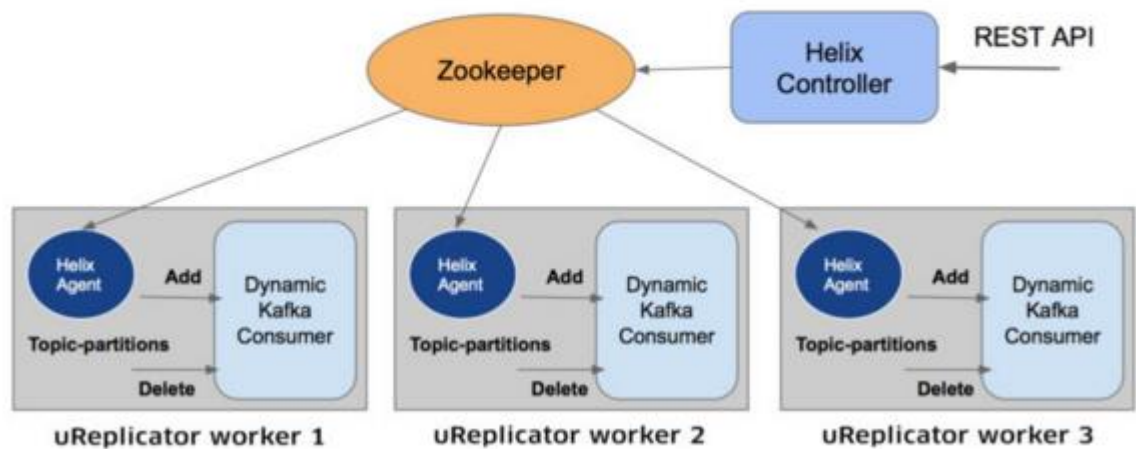 Zookeeper
Helix
Controller
REST API
Helix
Agent
Add
Dynamic
Kafka
Consumer
Topic-partitions
Delete
uReplicator worker 1
Helix
Agent
Add
Dynamic
Kafka
Consumer
Topic-partitions
Delete
uReplicator worker 2
Helix
Agent
Add
Dynamic
Kafka
Consumer
Topic-partitions
Delete
uReplicator worker 3